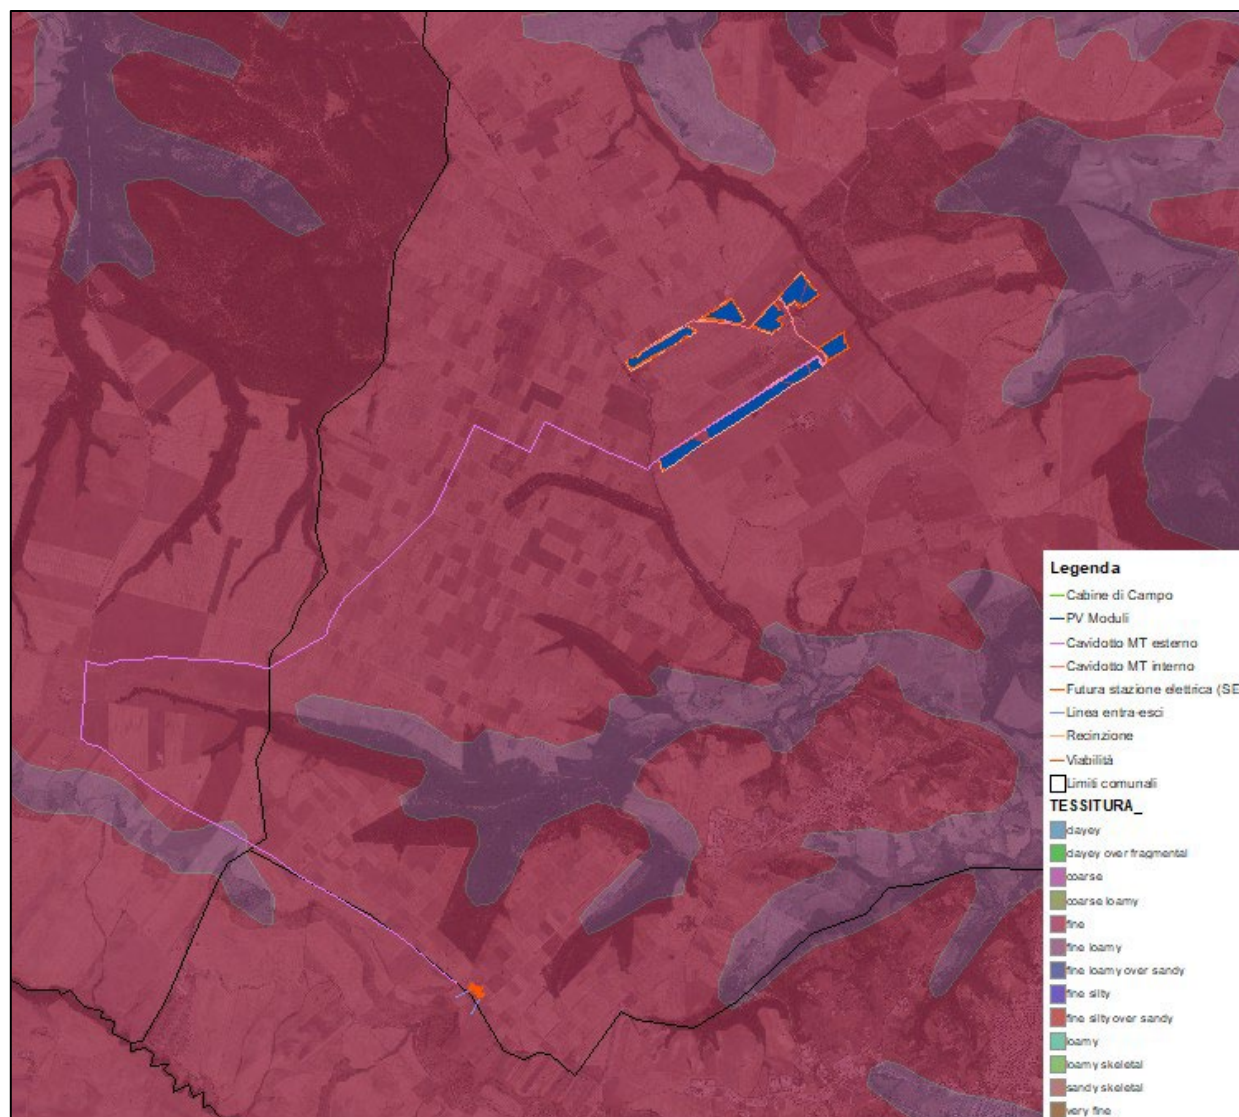 Legenda
Cabine di Campo
PV Moduli
Cavidotto MT esterno
Cavidotto MT interno
Futura stazione elettrica (SE
Linea entra-esci
Recinzione
Viabilità
Limiti comunali
TESSITURA_
clayey
clayey over fragmental
coarse
coarse loamy
fine
fine loamy
fine loamy over sandy
fine silty
fine silty over sandy
loamy
loamy skeletal
sandy skeletal
very fine